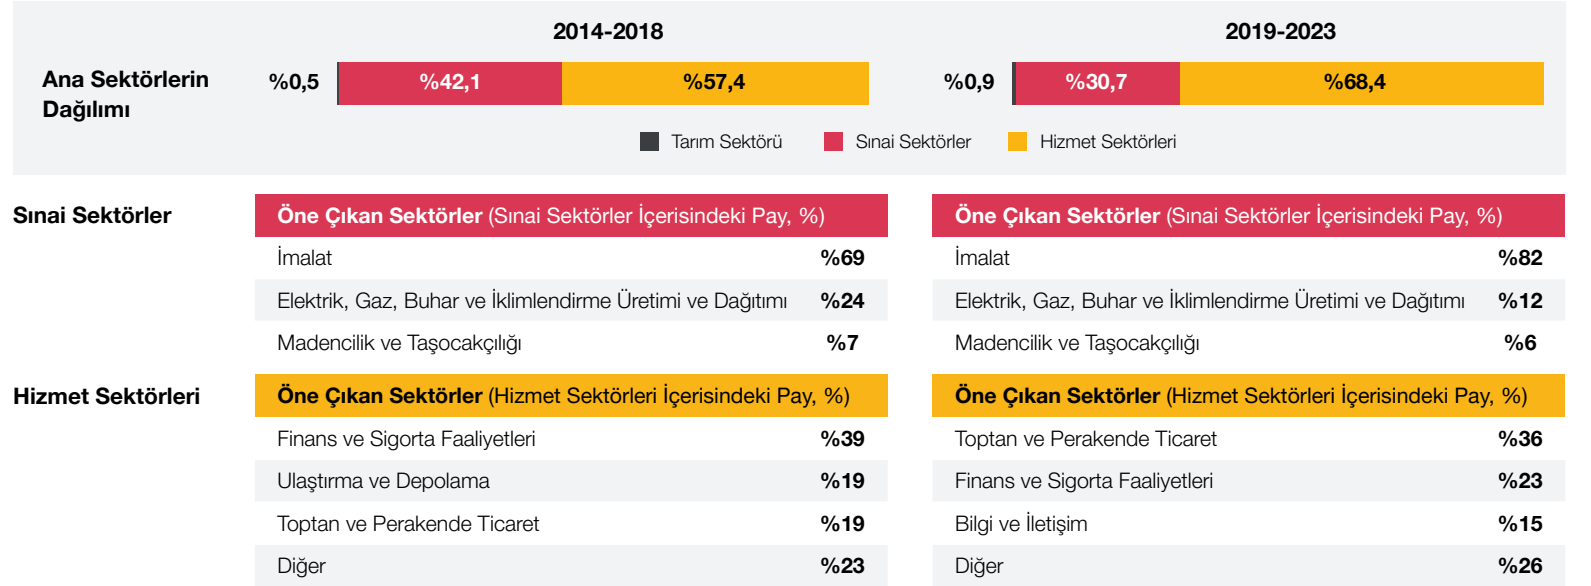 2014-2018
2019-2023
Ana Sektörlerin
Dağılımı
%0,5 %42,1 %57,4
%0,9 %30,7 %68,4
Tarım Sektörü Sınai Sektörler Hizmet Sektörleri
Sınai Sektörler
Öne Çıkan Sektörler (Sınai Sektörler İçerisindeki Pay, %)
İmalat %69
Elektrik, Gaz, Buhar ve İklimlendirme Üretimi ve Dağıtımı %24
Madencilik ve Taşocakçılığı %7
Öne Çıkan Sektörler (Sınai Sektörler İçerisindeki Pay, %)
İmalat %82
Elektrik, Gaz, Buhar ve İklimlendirme Üretimi ve Dağıtımı %12
Madencilik ve Taşocakçılığı %6
Hizmet Sektörleri
Öne Çıkan Sektörler (Hizmet Sektörleri İçerisindeki Pay, %)
Finans ve Sigorta Faaliyetleri %39
Ulaştırma ve Depolama %19
Toptan ve Perakende Ticaret %19
Diğer %23
Öne Çıkan Sektörler (Hizmet Sektörleri İçerisindeki Pay, %)
Toptan ve Perakende Ticaret %36
Finans ve Sigorta Faaliyetleri %23
Bilgi ve İletişim %15
Diğer %26